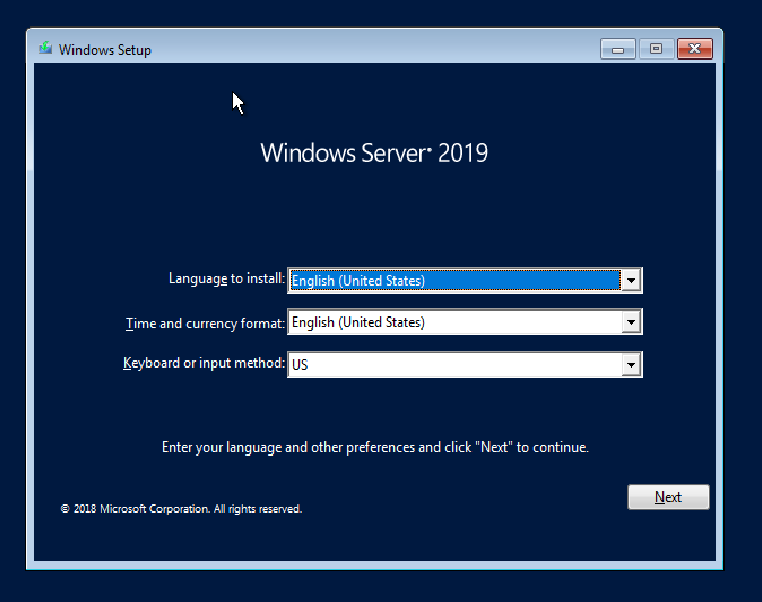 Windows Setup
Windows Server 2019
Language to install: English (United States)
Time and currency format: English (United States)
Keyboard or input method: US
Enter your language and other preferences and click "Next" to continue.
Next
© 2018 Microsoft Corporation. All rights reserved.